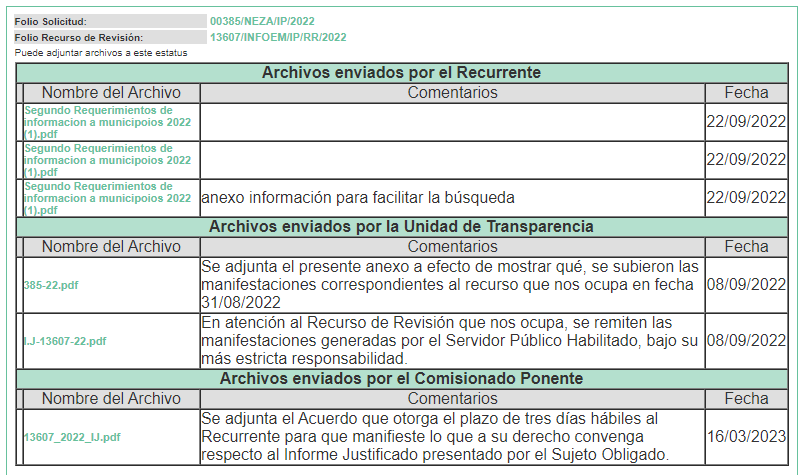 Folio Solicitud: 00385/NEZA/IP/2022
Folio Recurso de Revisión: 13607/INFOEM/IP/RR/2022
Puede adjuntar archivos a este estatus
Archivos enviados por el Recurrente
Nombre del Archivo Comentarios Fecha
Segundo Requerimientos de
informacion a municipoios 2022
(1).pdf
22/09/2022
Segundo Requerimientos de
informacion a municipoios 2022
(1).pdf
22/09/2022
Segundo Requerimientos de
informacion a municipoios 2022
(1).pdf
anexo información para facilitar la búsqueda
22/09/2022
Archivos enviados por la Unidad de Transparencia
Nombre del Archivo Comentarios Fecha
385-22.pdf
Se adjunta el presente anexo a efecto de mostrar qué, se subieron las
manifestaciones correspondientes al recurso que nos ocupa en fecha
31/08/2022
08/09/2022
I.J-13607-22.pdf
En atención al Recurso de Revisión que nos ocupa, se remiten las
manifestaciones generadas por el Servidor Público Habilitado, bajo su
más estricta responsabilidad.
08/09/2022
Archivos enviados por el Comisionado Ponente
Nombre del Archivo Comentarios Fecha
13607_2022_IJ.pdf
Se adjunta el Acuerdo que otorga el plazo de tres días hábiles al
Recurrente para que manifieste lo que a su derecho convenga
respecto al Informe Justificado presentado por el Sujeto Obligado.
16/03/2023